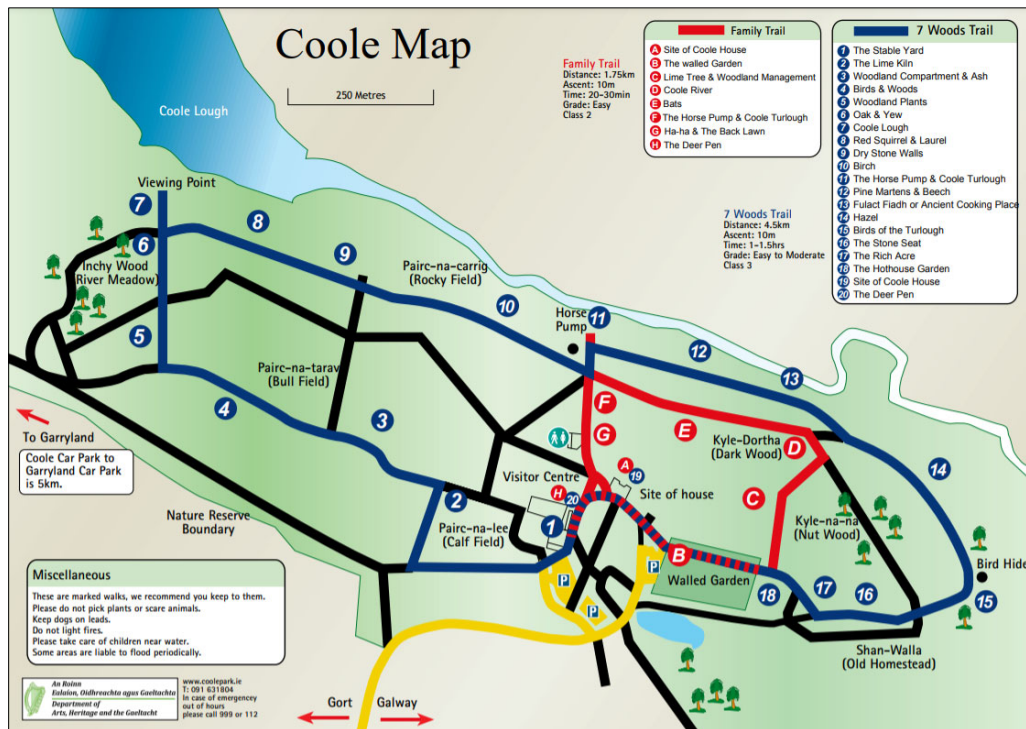 Coole Map
250 Metres
Coole Lough
Family Trail
Distance: 1.75km
Ascent: 10m
Time: 20-30min
Grade: Easy
Class 2
Family Trail
A Site of Coole House
B The walled Garden
C Lime Tree & Woodland Management
D Coole River
E Bats
F The Horse Pump & Coole Turlough
G Ha-ha & The Back Lawn
H The Deer Pen
7 Woods Trail
1 The Stable Yard
2 The Lime Kiln
3 Woodland Compartment & Ash
4 Birds & Woods
5 Woodland Plants
6 Oak & Yew
7 Coole Lough
8 Red Squirrel & Laurel
9 Dry Stone Walls
10 Birch
11 The Horse Pump & Coole Turlough
12 Pine Martens & Beech
13 Fulact Fiadh or Ancient Cooking Place
14 Hazel
15 Birds of the Turlough
16 The Stone Seat
17 The Rich Acre
18 The Hothouse Garden
19 Site of Coole House
20 The Deer Pen
7 Woods Trail
Distance: 4.5km
Ascent: 10m
Time: 1-1.5hrs
Grade: Easy to Moderate
Class 3
Viewing Point
7
8
6
9
Inchy Wood
(River Meadow)
Pairc-na-carrig
(Rocky Field)
10
Horse
Pump
11
12
13
5
Pairc-na-tarav
(Bull Field)
4
3
F
G
E
Kyle-Dortha
(Dark Wood)
D
14
To Garryland
Coole Car Park to
Garryland Car Park
is 5km.
Visitor Centre
A
19
H
20
Site of house
C
2
1
Pairc-na-lee
(Calf Field)
Kyle-na-na
(Nut Wood)
Nature Reserve
Boundary
B
P
P
P
Walled Garden
18
17
16
Bird Hide
15
Shan-Walla
(Old Homestead)
Miscellaneous
These are marked walks, we recommend you keep to them.
Please do not pick plants or scare animals.
Keep dogs on leads.
Do not light fires.
Please take care of children near water.
Some areas are liable to flood periodically.
An Roinn
Ealaíon, Oidhreachta agus Gaeltachta
Department of
Arts, Heritage and the Gaeltacht
www.coolepark.ie
T: 091 631804
In case of emergencey
out of hours
please call 999 or 112
Gort
Galway